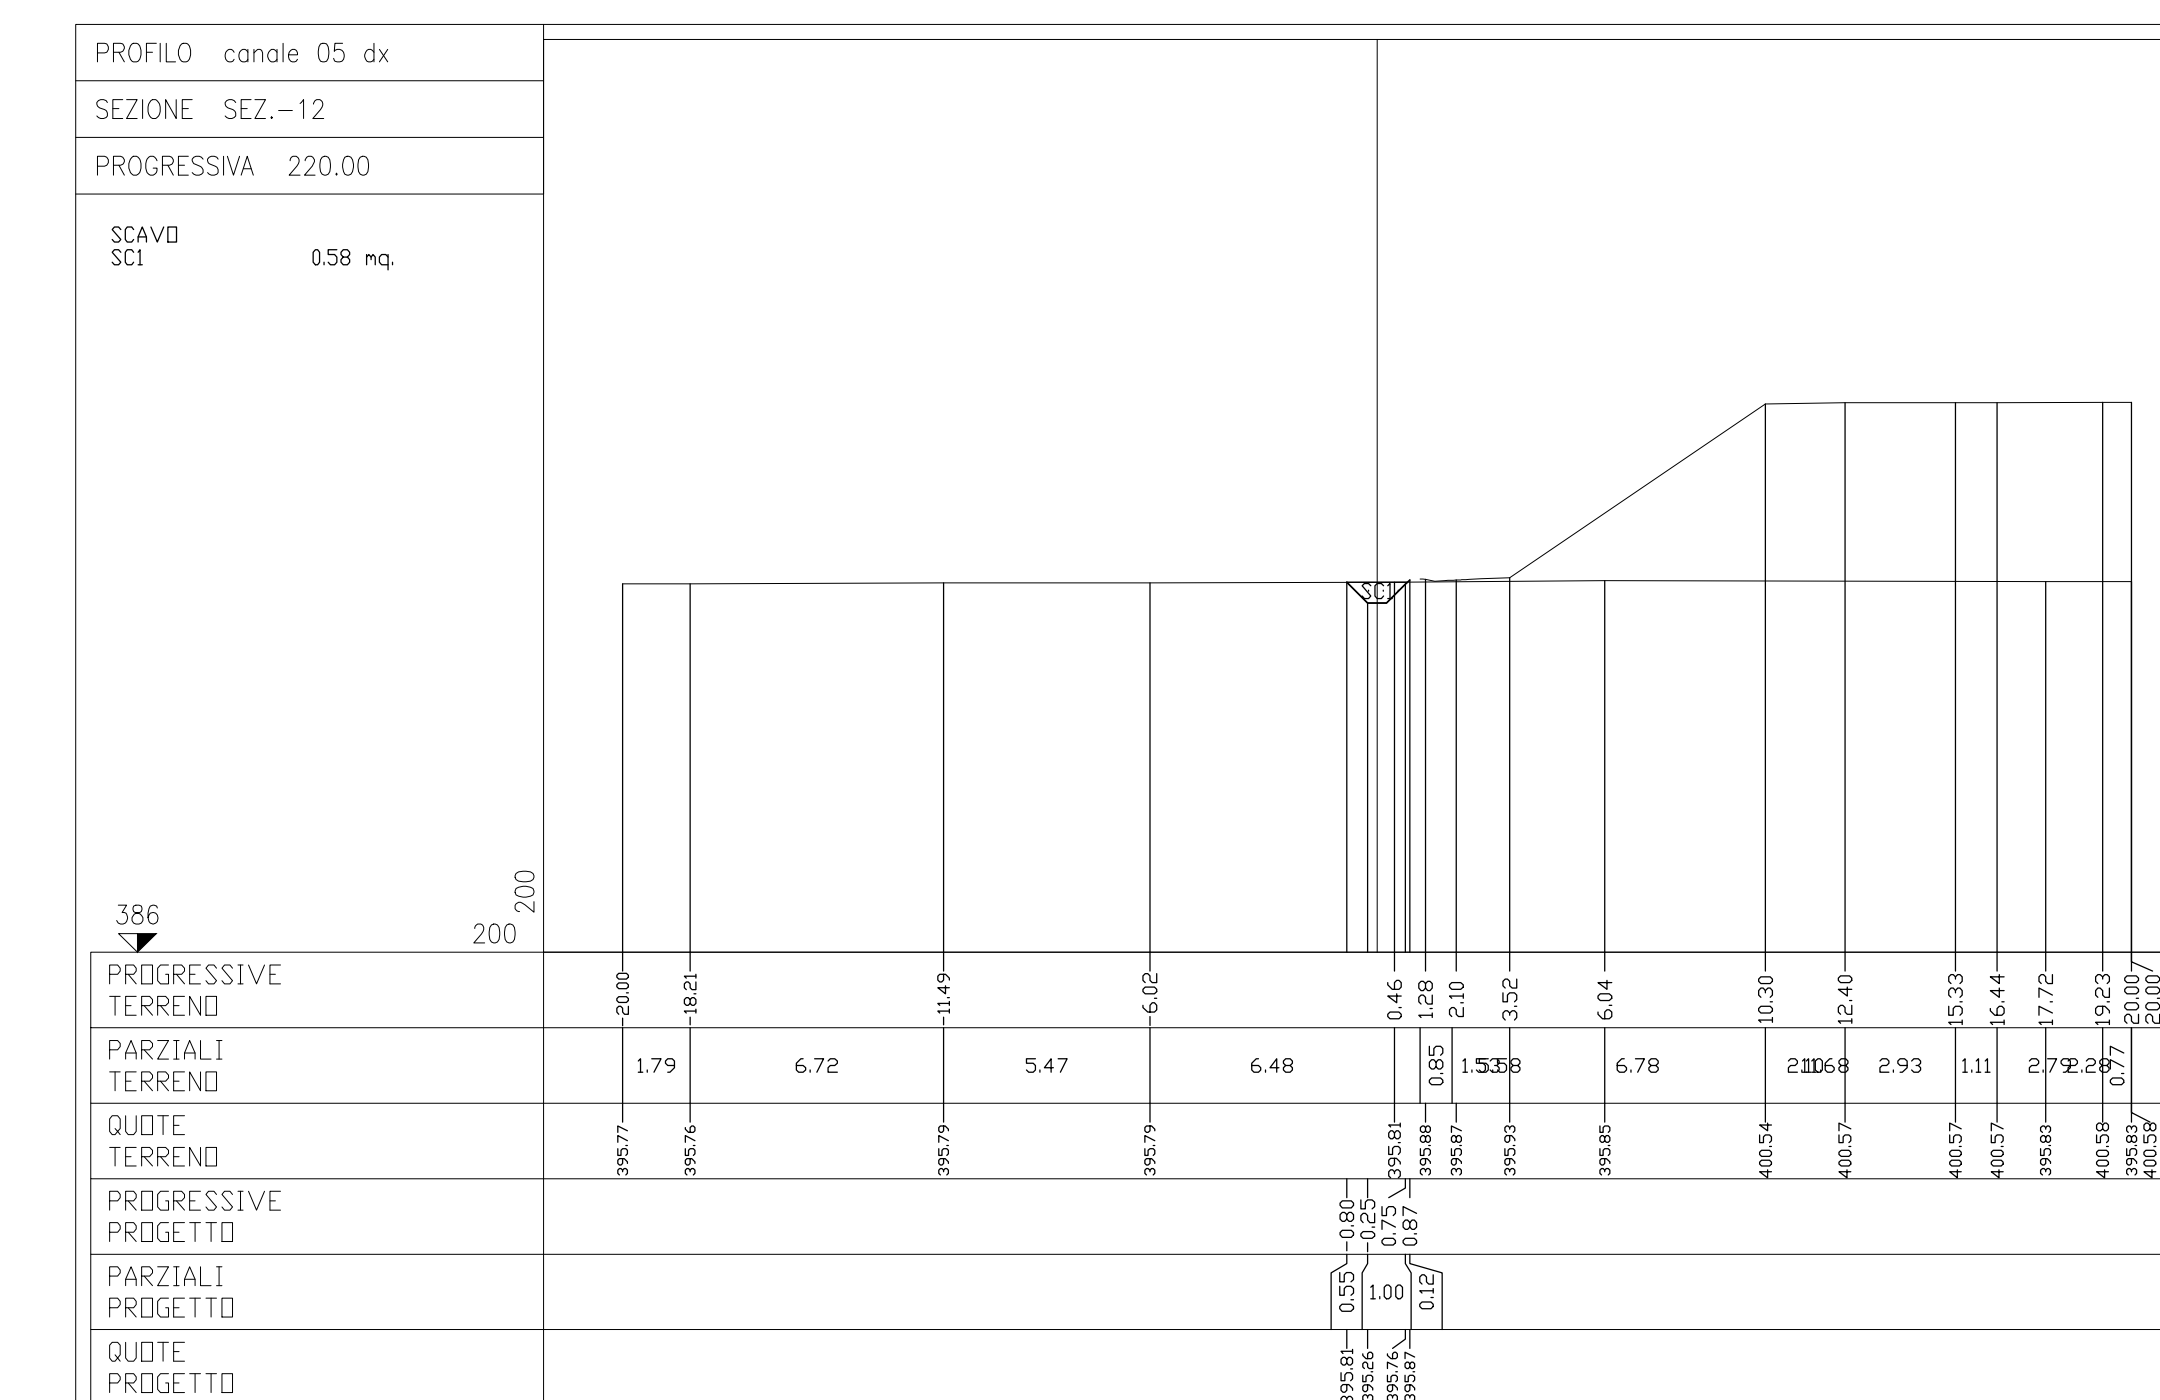 PROFILO canale 05 dx
SEZIONE SEZ.-12
PROGRESSIVA 220.00
SCAVO
SC1 0.58 mq.
SC1
200
386
200
PROGRESSIVE
TERRENO
-20.00 -18.21 -11.49 -6.02 0.46 1.28 2.10 3.52 6.04 10.30 12.40 15.33 16.44 17.72 19.23 20.00 20.00
PARZIALI
TERRENO
1.79 6.72 5.47 6.48 0.85 6.78 2.93 1.11 2.79 2.28 0.77
QUOTE
TERRENO
395.77 395.76 395.79 395.79 395.81 395.88 395.87 395.93 395.85 400.54 400.57 400.57 400.57 395.83 400.58 395.83 400.58
PROGRESSIVE
PROGETTO
-0.80 -0.25 0.75 0.87
PARZIALI
PROGETTO
0.55 1.00 0.12
QUOTE
PROGETTO
395.81 395.26 395.76 395.87